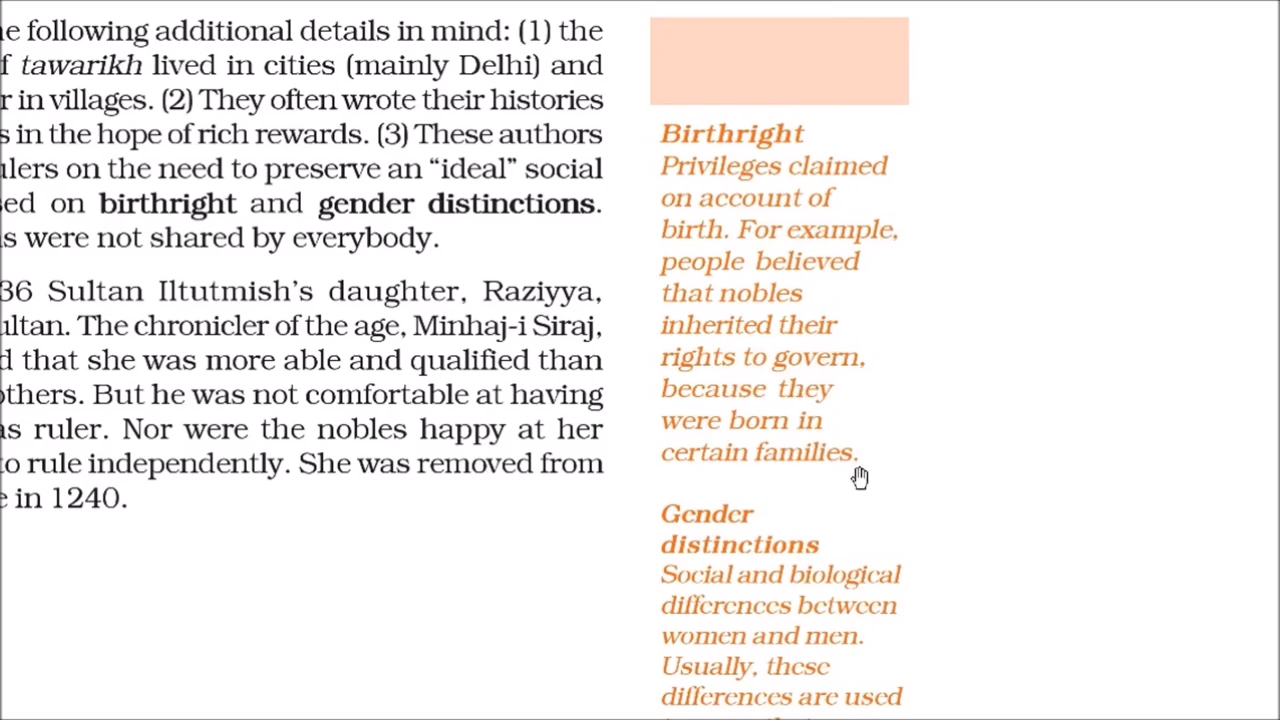 e following additional details in mind: (1) the
f tawarikh lived in cities (mainly Delhi) and
r in villages. (2) They often wrote their histories
s in the hope of rich rewards. (3) These authors
ulers on the need to preserve an “ideal” social
sed on birthright and gender distinctions.
s were not shared by everybody.
36 Sultan Iltutmish’s daughter, Raziyya,
ultan. The chronicler of the age, Minhaj-i Siraj,
d that she was more able and qualified than
others. But he was not comfortable at having
as ruler. Nor were the nobles happy at her
to rule independently. She was removed from
e in 1240.
Birthright
Privileges claimed
on account of
birth. For example,
people believed
that nobles
inherited their
rights to govern,
because they
were born in
certain families.
Gender
distinctions
Social and biological
differences between
women and men.
Usually, these
differences are used